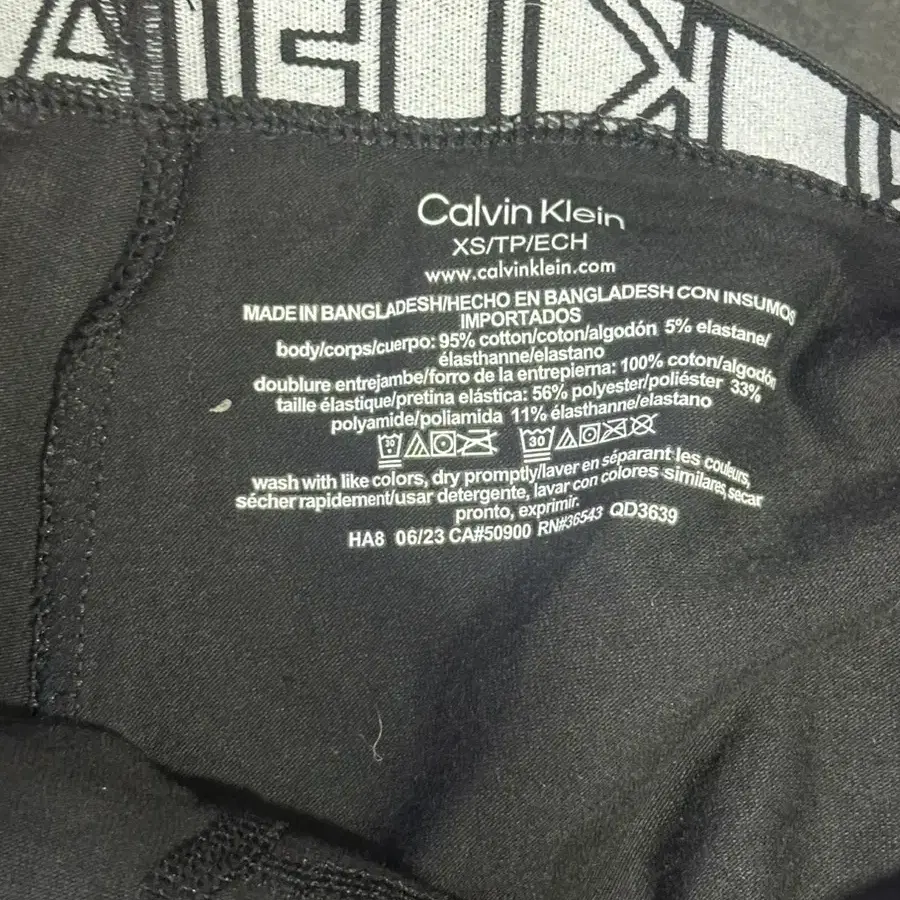 Calvin Klein
XS/TP/ECH
www.calvinklein.com
MADE IN BANGLADESH/HECHO EN BANGLADESH CON INSUMOS
IMPORTADOS
body/corps/cuerpo: 95% cotton/coton/algodón 5% elastane/
élasthanne/elastano
doublure entrejambe/forro de la entrepierna: 100% coton/algodón
taille élastique/pretina elástica: 56% polyester/poliéster 33%
polyamide/poliamida 11% élasthanne/elastano
30 30
wash with like colors, dry promptly/laver en séparant les couleurs,
sécher rapidement/usar detergente, lavar con colores similares, secar
pronto, exprimir.
HA8 06/23 CA#50900 RN#36543 QD3639